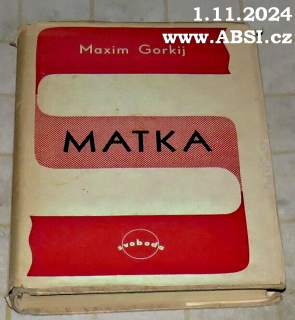 1.11.2024
www.ABSI.cz
Maxim Gorkij
MATKA
svoboda